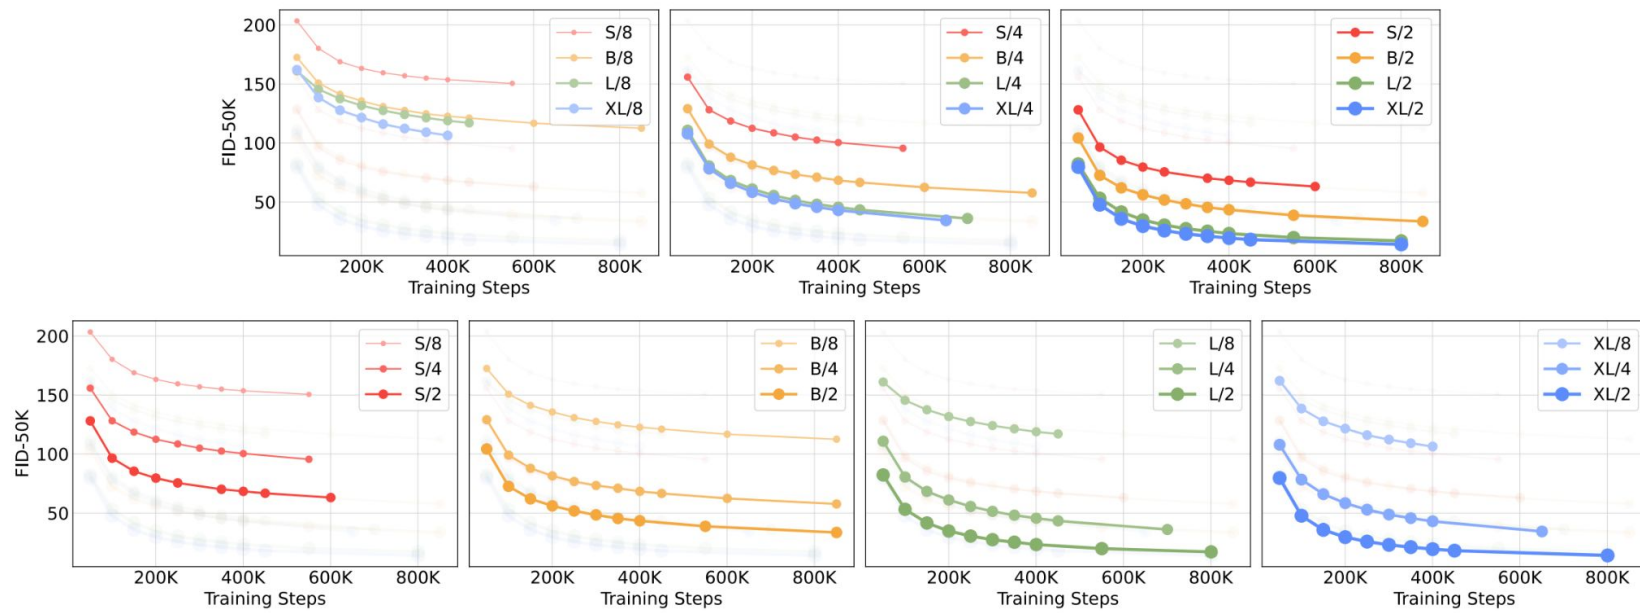 200
150
100
50
FID-50K
S/8
B/8
L/8
XL/8
200K 400K 600K 800K
Training Steps
S/4
B/4
L/4
XL/4
200K 400K 600K 800K
Training Steps
S/2
B/2
L/2
XL/2
200K 400K 600K 800K
Training Steps
200
150
100
50
FID-50K
S/8
S/4
S/2
200K 400K 600K 800K
Training Steps
B/8
B/4
B/2
200K 400K 600K 800K
Training Steps
L/8
L/4
L/2
200K 400K 600K 800K
Training Steps
XL/8
XL/4
XL/2
200K 400K 600K 800K
Training Steps